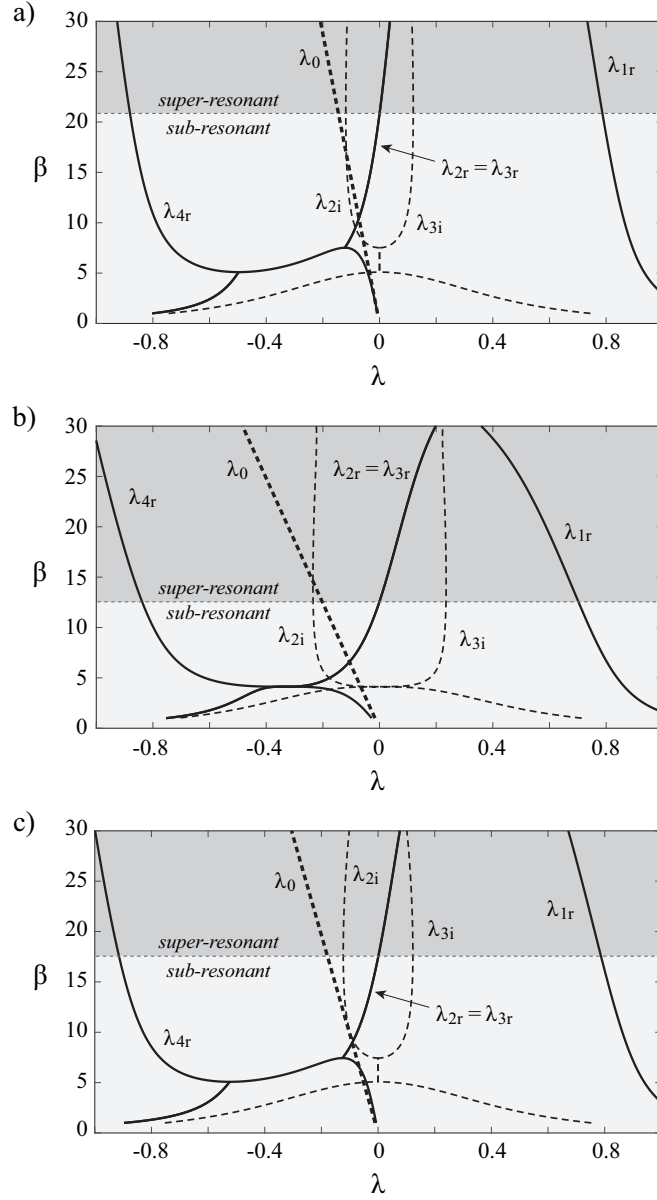 a)
30
25
20
15
10
5
0
β
λ0
λ1r
super-resonant
sub-resonant
λ2r = λ3r
λ2i
λ3i
λ4r
-0.8
-0.4
0
0.4
0.8
λ
b)
30
25
20
15
10
5
0
β
λ0
λ2r = λ3r
λ4r
λ1r
super-resonant
sub-resonant
λ2i
λ3i
-0.8
-0.4
0
0.4
0.8
λ
c)
30
25
20
15
10
5
0
β
λ0
λ2i
λ1r
λ3i
super-resonant
sub-resonant
λ2r = λ3r
λ4r
-0.8
-0.4
0
0.4
0.8
λ